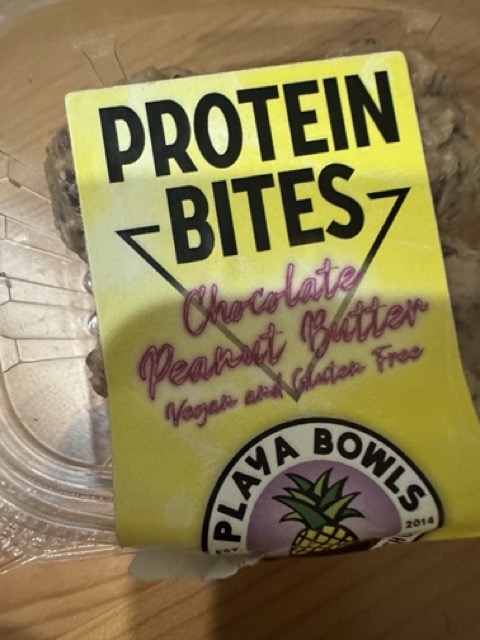 PROTEIN
BITES
Chocolate
Peanut Butter
Vegan and Gluten Free
PLAYA BOWLS
EST
2014